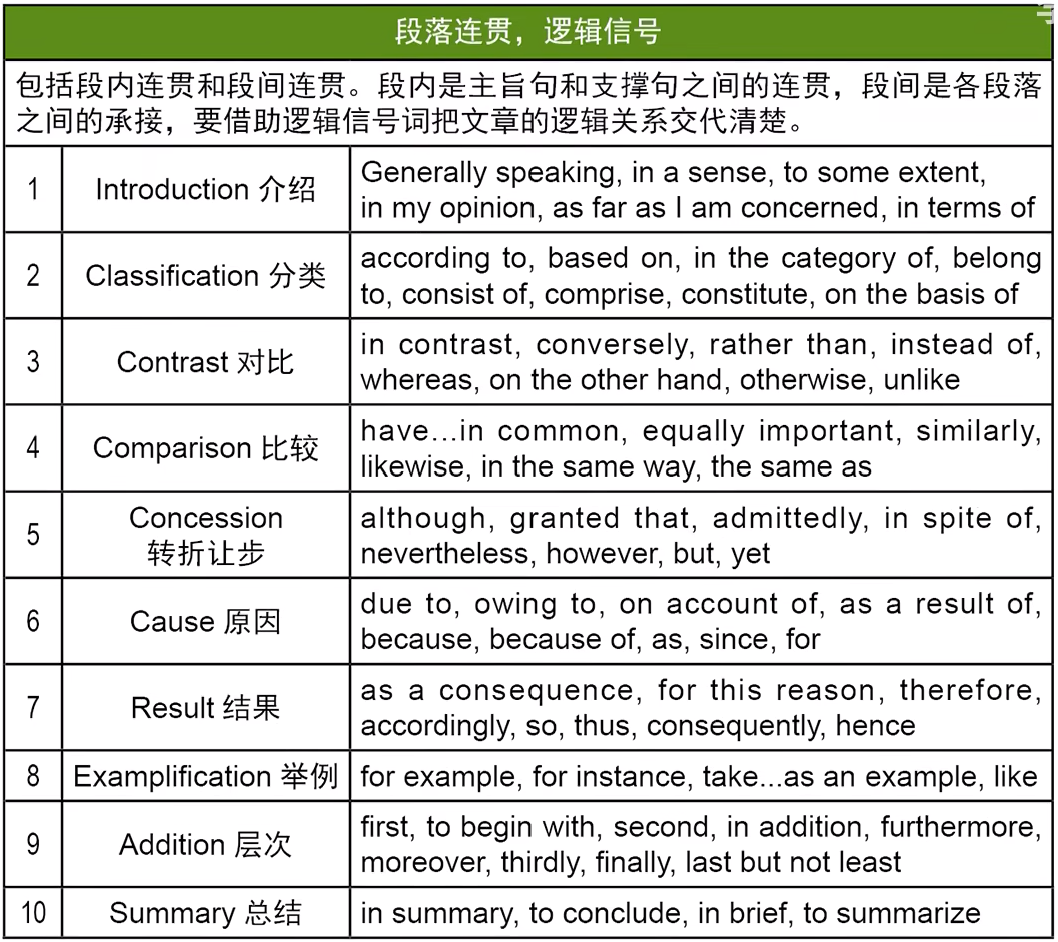 段落连贯，逻辑信号
包括段内连贯和段间连贯。段内是主旨句和支撑句之间的连贯，段间是各段落
之间的承接，要借助逻辑信号词把文章的逻辑关系交代清楚。
1
Introduction 介绍
Generally speaking, in a sense, to some extent,
in my opinion, as far as I am concerned, in terms of
2
Classification 分类
according to, based on, in the category of, belong
to, consist of, comprise, constitute, on the basis of
3
Contrast 对比
in contrast, conversely, rather than, instead of,
whereas, on the other hand, otherwise, unlike
4
Comparison 比较
have...in common, equally important, similarly,
likewise, in the same way, the same as
5
Concession
转折让步
although, granted that, admittedly, in spite of,
nevertheless, however, but, yet
6
Cause 原因
due to, owing to, on account of, as a result of,
because, because of, as, since, for
7
Result 结果
as a consequence, for this reason, therefore,
accordingly, so, thus, consequently, hence
8
Examplification 举例
for example, for instance, take...as an example, like
9
Addition 层次
first, to begin with, second, in addition, furthermore,
moreover, thirdly, finally, last but not least
10
Summary 总结
in summary, to conclude, in brief, to summarize